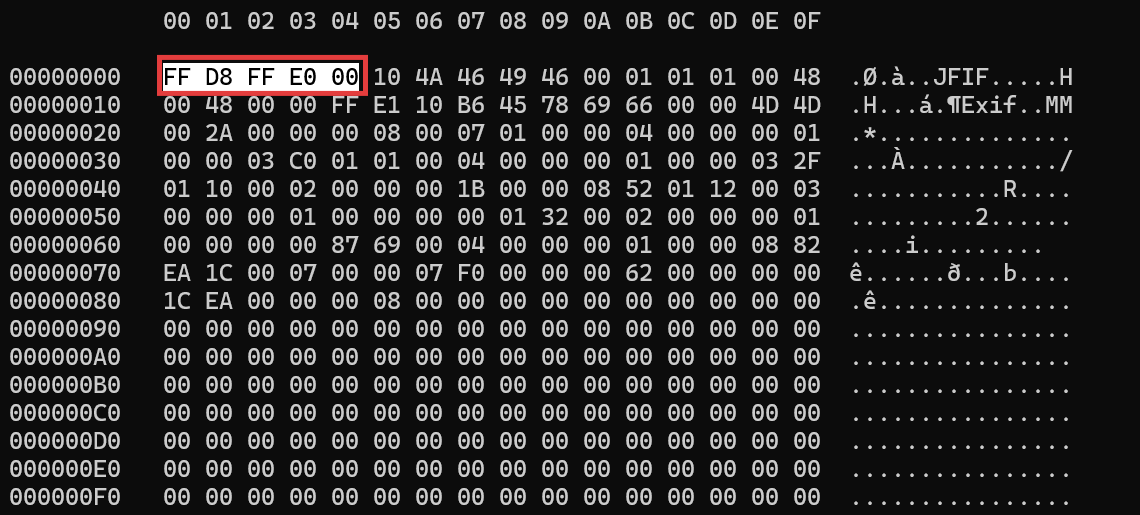 00 01 02 03 04 05 06 07 08 09 0A 0B 0C 0D 0E 0F
00000000 FF D8 FF E0 00 10 4A 46 49 46 00 01 01 01 00 48 .Ø.à..JFIF.....H
00000010 00 48 00 00 FF E1 10 B6 45 78 69 66 00 00 4D 4D .H...á.¶Exif..MM
00000020 00 2A 00 00 00 08 00 07 01 00 00 04 00 00 00 01 .*..............
00000030 00 00 03 C0 01 01 00 04 00 00 00 01 00 00 03 2F ...À.........../
00000040 01 10 00 02 00 00 00 1B 00 00 08 52 01 12 00 03 ...........R....
00000050 00 00 00 01 00 00 00 00 01 32 00 02 00 00 00 01 .........2......
00000060 00 00 00 00 87 69 00 04 00 00 00 01 00 00 08 82 ....i.........
00000070 EA 1C 00 07 00 00 07 F0 00 00 00 62 00 00 00 00 ê......ð...b....
00000080 1C EA 00 00 00 08 00 00 00 00 00 00 00 00 00 00 .ê..............
00000090 00 00 00 00 00 00 00 00 00 00 00 00 00 00 00 00 ................
000000A0 00 00 00 00 00 00 00 00 00 00 00 00 00 00 00 00 ................
000000B0 00 00 00 00 00 00 00 00 00 00 00 00 00 00 00 00 ................
000000C0 00 00 00 00 00 00 00 00 00 00 00 00 00 00 00 00 ................
000000D0 00 00 00 00 00 00 00 00 00 00 00 00 00 00 00 00 ................
000000E0 00 00 00 00 00 00 00 00 00 00 00 00 00 00 00 00 ................
000000F0 00 00 00 00 00 00 00 00 00 00 00 00 00 00 00 00 ................